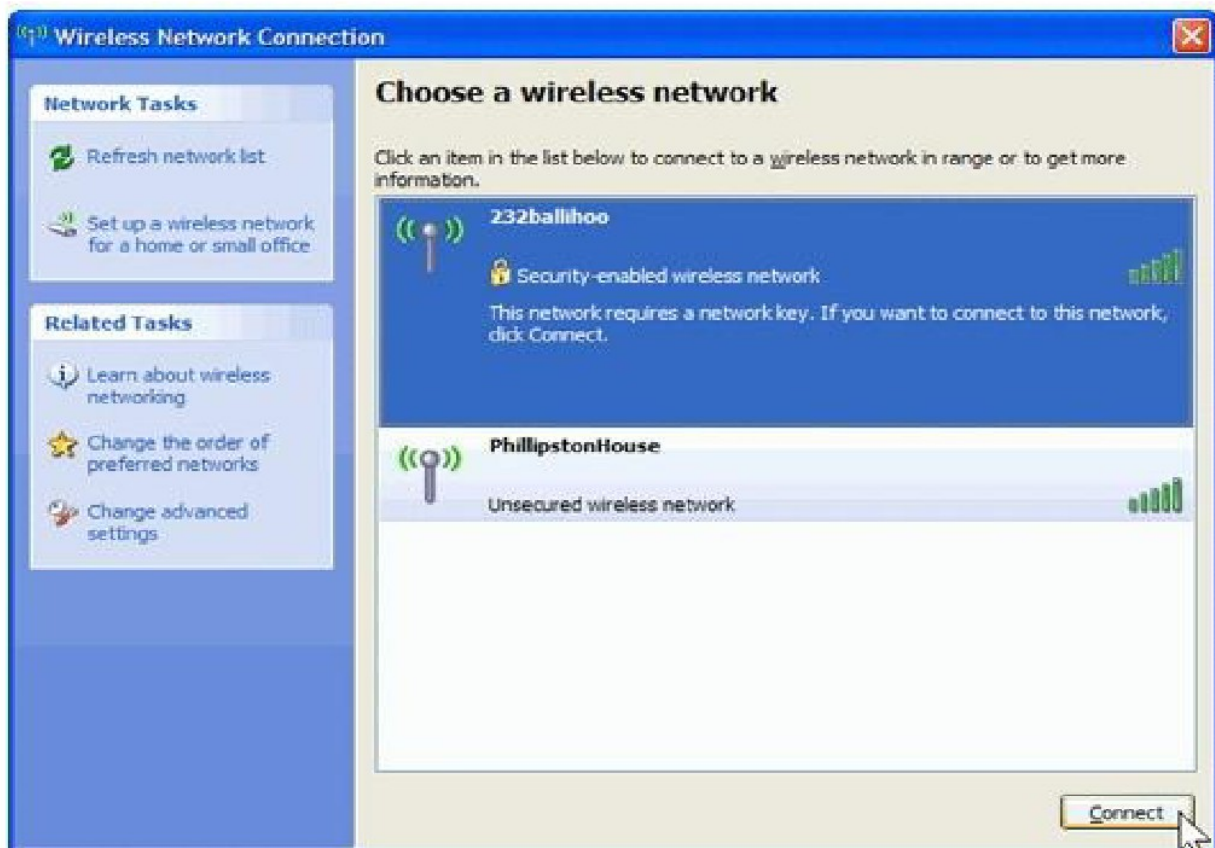 Wireless Network Connection
Network Tasks
Refresh network list
Set up a wireless network
for a home or small office
Related Tasks
Learn about wireless
networking
Change the order of
preferred networks
Change advanced
settings
Choose a wireless network
Click an item in the list below to connect to a wireless network in range or to get more
information.
232ballihoo
Security-enabled wireless network
This network requires a network key. If you want to connect to this network,
click Connect.
PhillipstonHouse
Unsecured wireless network
Connect